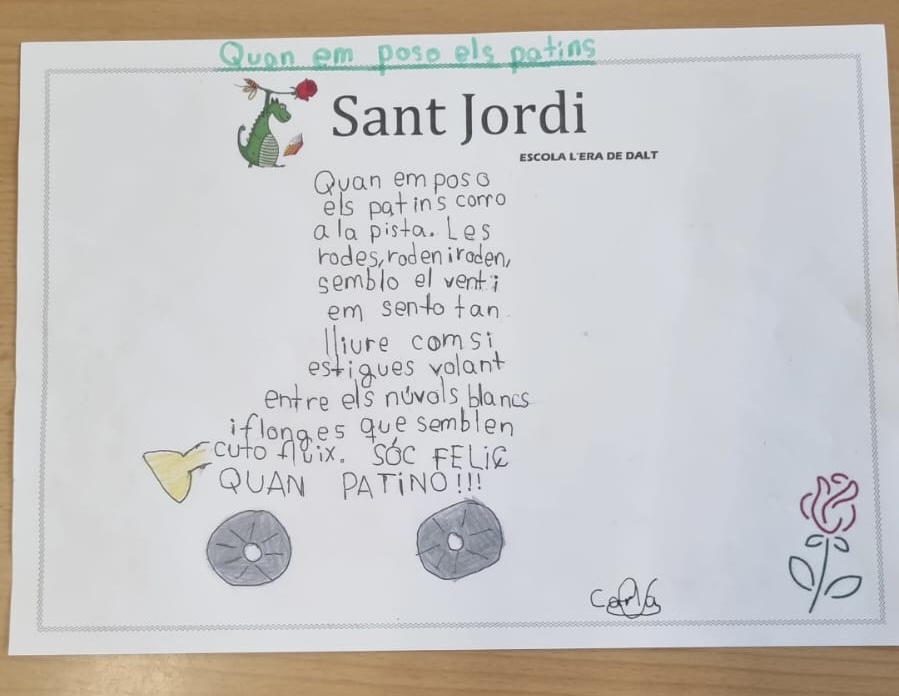 Quan em poso els patins
Sant Jordi
ESCOLA L'ERA DE DALT
Quan em poso
els patins corro
a la pista. Les
rodes, roden i roden,
semblo el vent i
em sento tan
lliure com si
estigues volant
entre els núvols blancs
i flonges que semblen
cuto fluix. SÓC FELIÇ
QUAN PATINO!!!
Carla